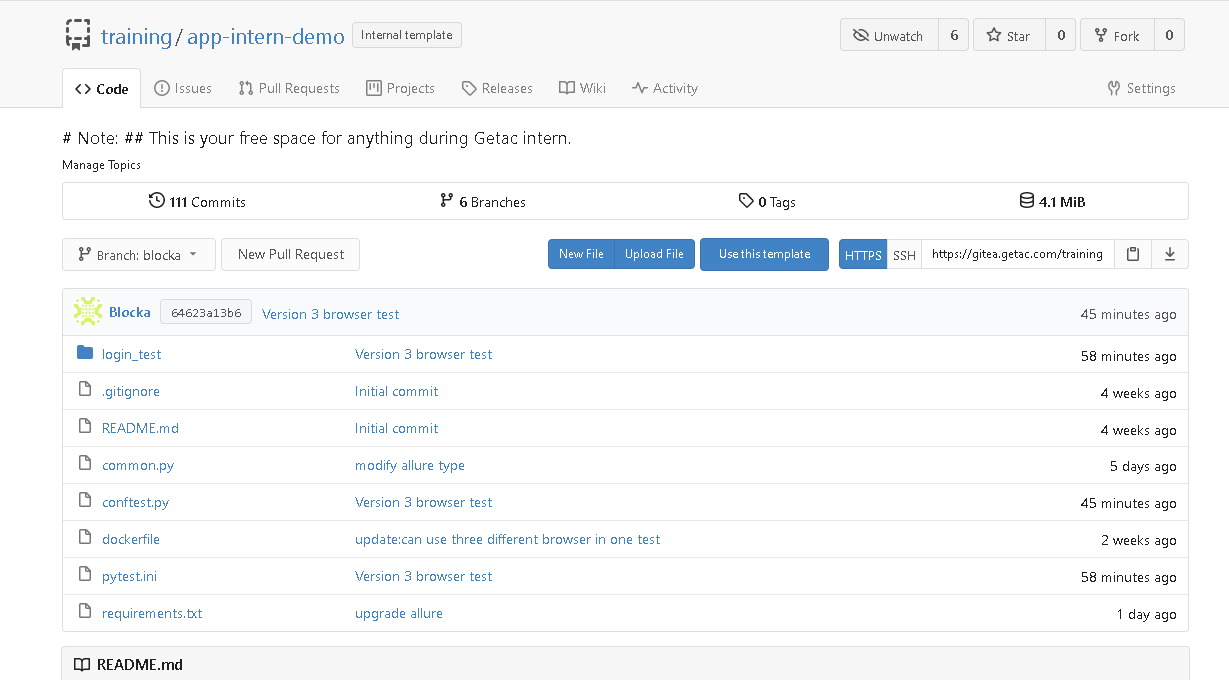 training / app-intern-demo Internal template Unwatch 6 Star 0 Fork 0
Code Issues Pull Requests Projects Releases Wiki Activity Settings
# Note: ## This is your free space for anything during Getac intern.
Manage Topics
111 Commits 6 Branches 0 Tags 4.1 MiB
Branch: blocka New Pull Request New File Upload File Use this template HTTPS SSH https://gitea.getac.com/training
Blocka 64623a13b6 Version 3 browser test 45 minutes ago
login_test Version 3 browser test 58 minutes ago
.gitignore Initial commit 4 weeks ago
README.md Initial commit 4 weeks ago
common.py modify allure type 5 days ago
conftest.py Version 3 browser test 45 minutes ago
dockerfile update:can use three different browser in one test 2 weeks ago
pytest.ini Version 3 browser test 58 minutes ago
requirements.txt upgrade allure 1 day ago
README.md